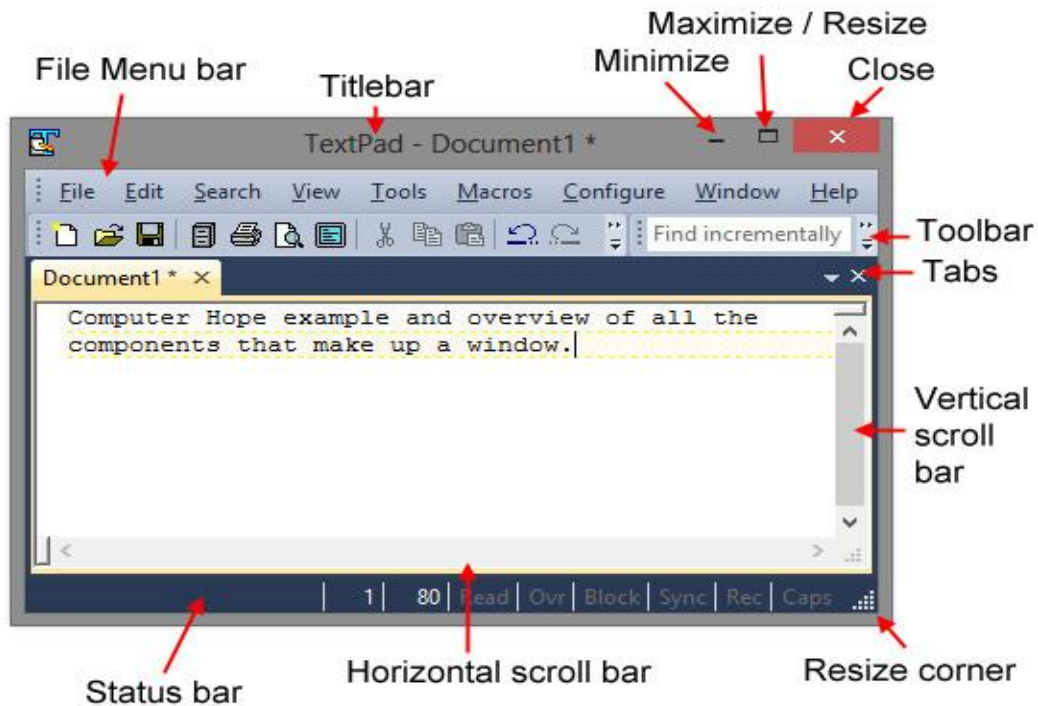 Maximize / Resize
File Menu bar
Titlebar
Minimize
Close
TextPad - Document1 *
File Edit Search View Tools Macros Configure Window Help
Find incrementally
Toolbar
Document1 *
Tabs
Computer Hope example and overview of all the
components that make up a window.
Vertical
scroll
bar
1 80 Read Ovr Block Sync Rec Caps
Status bar
Horizontal scroll bar
Resize corner